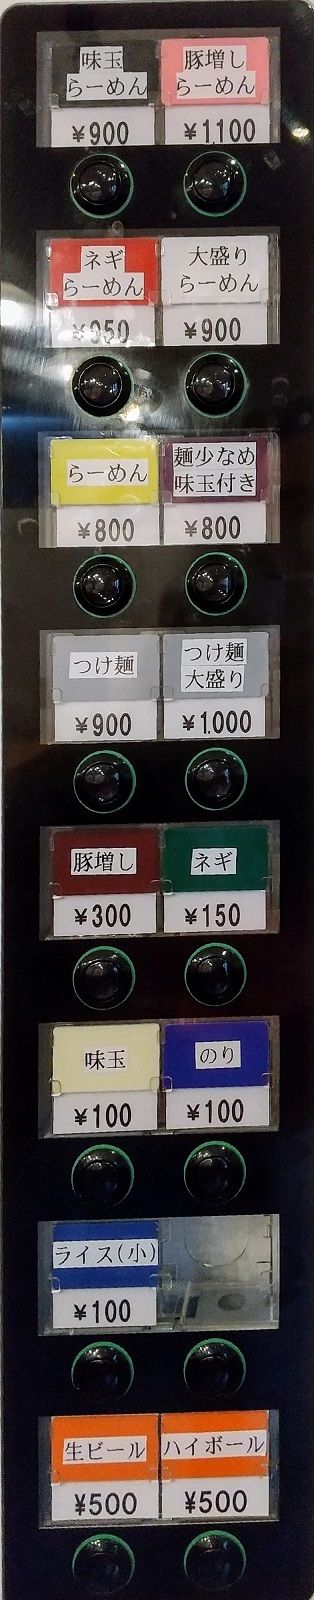 味玉
らーめん
¥900
豚増し
らーめん
¥1,100
ネギ
らーめん
¥950
大盛り
らーめん
¥900
らーめん
¥800
麺少なめ
味玉付き
¥800
つけ麺
¥900
つけ麺
大盛り
¥1.000
豚増し
¥300
ネギ
¥150
味玉
¥100
のり
¥100
ライス(小)
¥100
生ビール
¥500
ハイボール
¥500